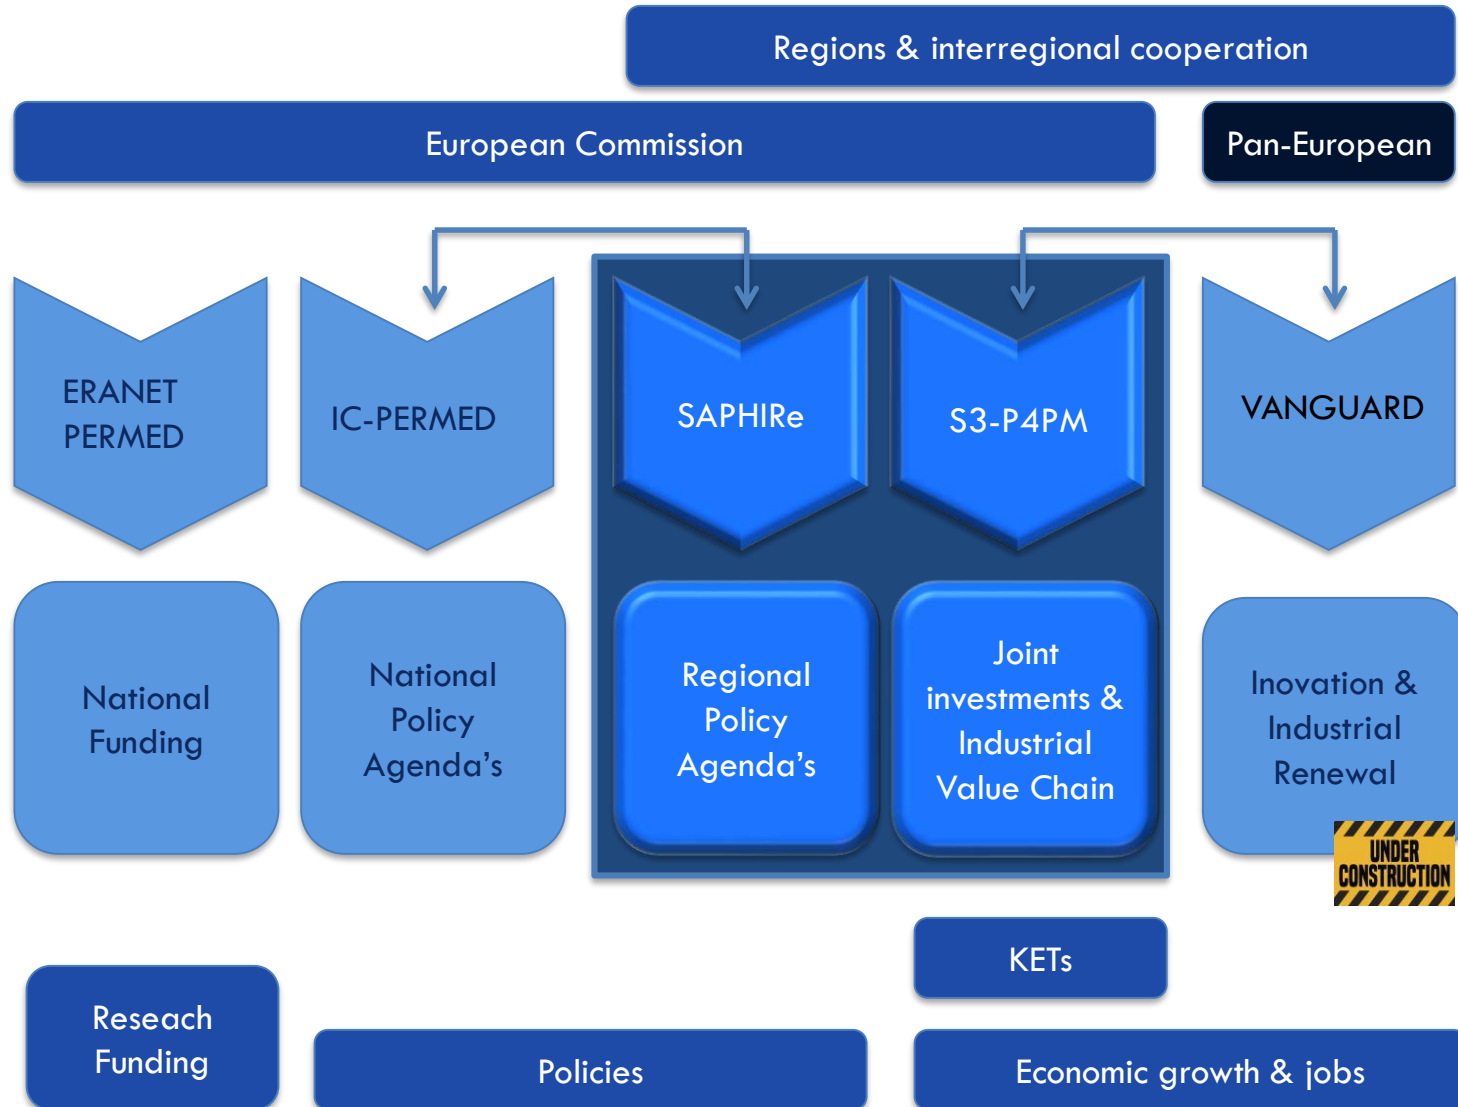 Regions & interregional cooperation
European Commission
Pan-European
ERANET
PERMED
IC-PERMED
SAPHIRe
S3-P4PM
VANGUARD
National
Funding
National
Policy
Agenda’s
Regional
Policy
Agenda’s
Joint
investments &
Industrial
Value Chain
Inovation &
Industrial
Renewal
UNDER
CONSTRUCTION
KETs
Reseach
Funding
Policies
Economic growth & jobs